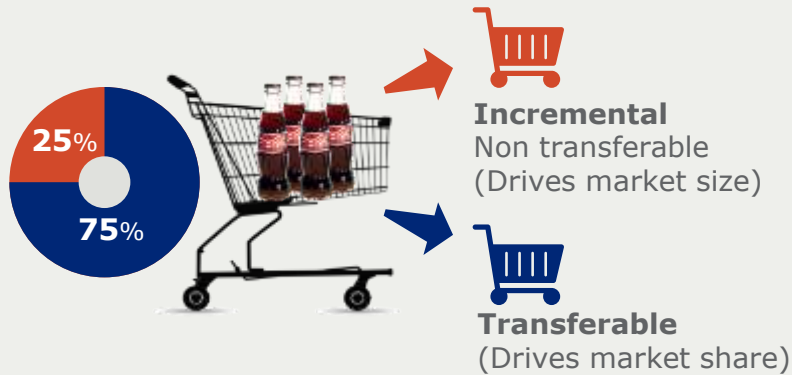 25%
75%
Incremental
Non transferable
(Drives market size)
Transferable
(Drives market share)